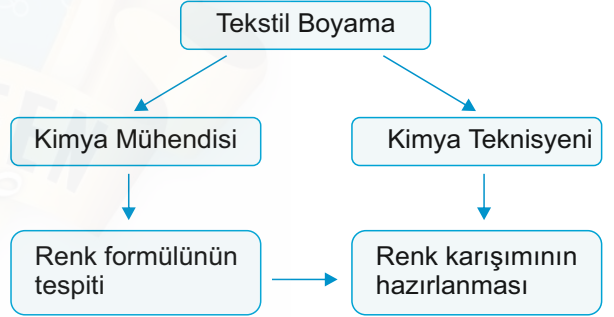 Tekstil Boyama
Kimya Mühendisi
Kimya Teknisyeni
Renk formülünün
tespiti
Renk karışımının
hazırlanması